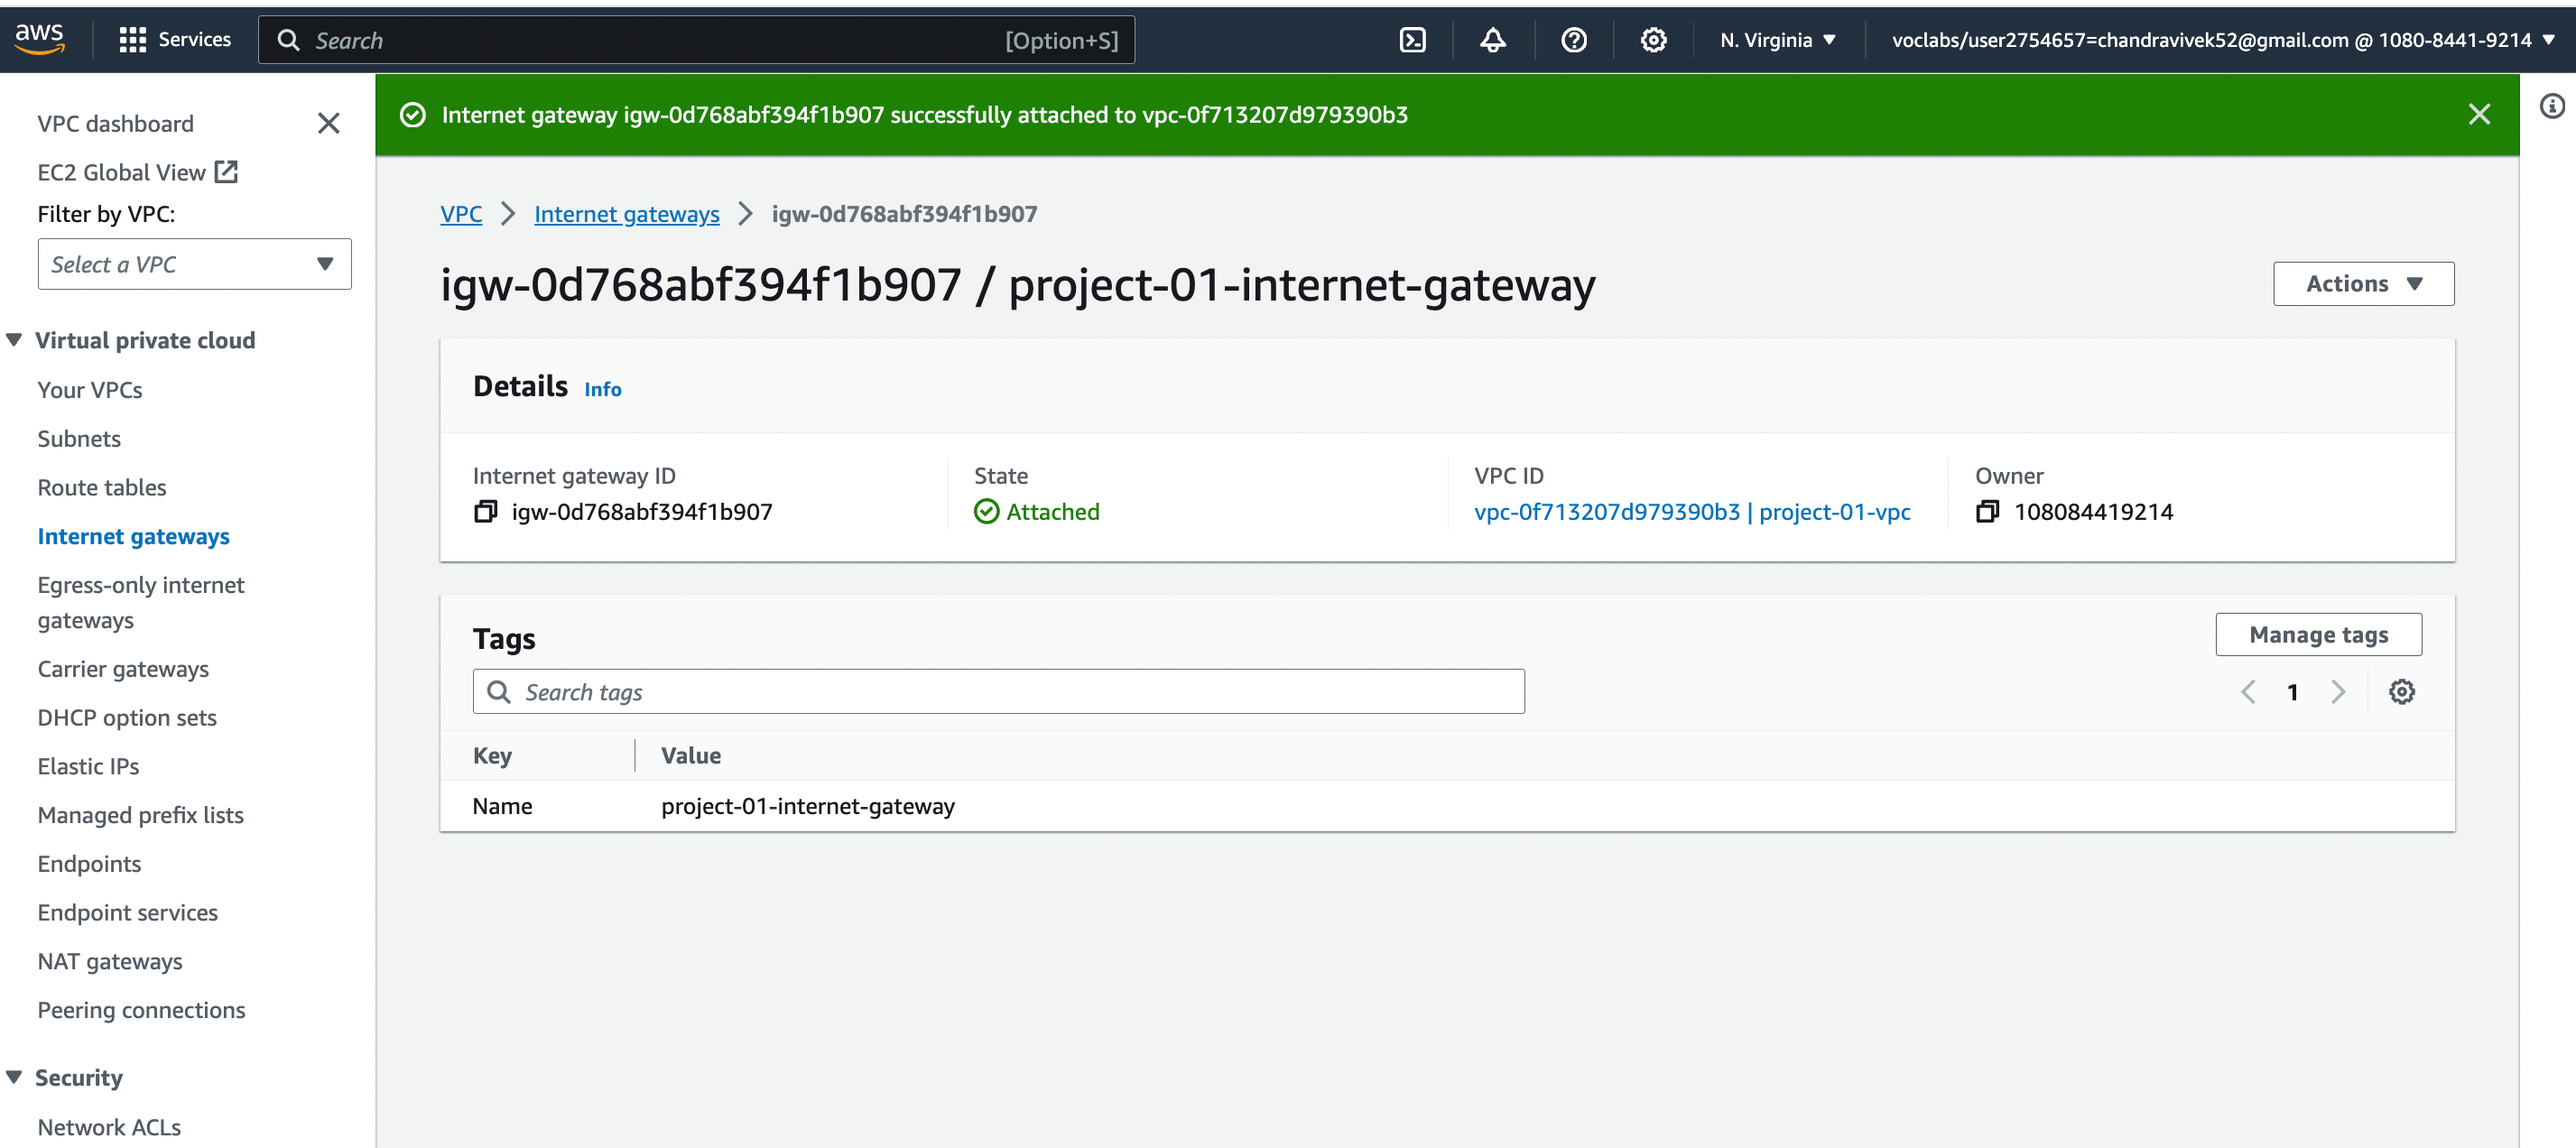 aws
Services
Search
[Option+S]
N. Virginia
voclabs/user2754657=chandravivek52@gmail.com @ 1080-8441-9214
VPC dashboard
EC2 Global View
Filter by VPC:
Select a VPC
Virtual private cloud
Your VPCs
Subnets
Route tables
Internet gateways
Egress-only internet
gateways
Carrier gateways
DHCP option sets
Elastic IPs
Managed prefix lists
Endpoints
Endpoint services
NAT gateways
Peering connections
Security
Network ACLs
Internet gateway igw-0d768abf394f1b907 successfully attached to vpc-0f713207d979390b3
VPC > Internet gateways > igw-0d768abf394f1b907
igw-0d768abf394f1b907 / project-01-internet-gateway
Actions
Details Info
Internet gateway ID
igw-0d768abf394f1b907
State
Attached
VPC ID
vpc-0f713207d979390b3 | project-01-vpc
Owner
108084419214
Tags
Manage tags
Search tags
1
Key Value
Name project-01-internet-gateway